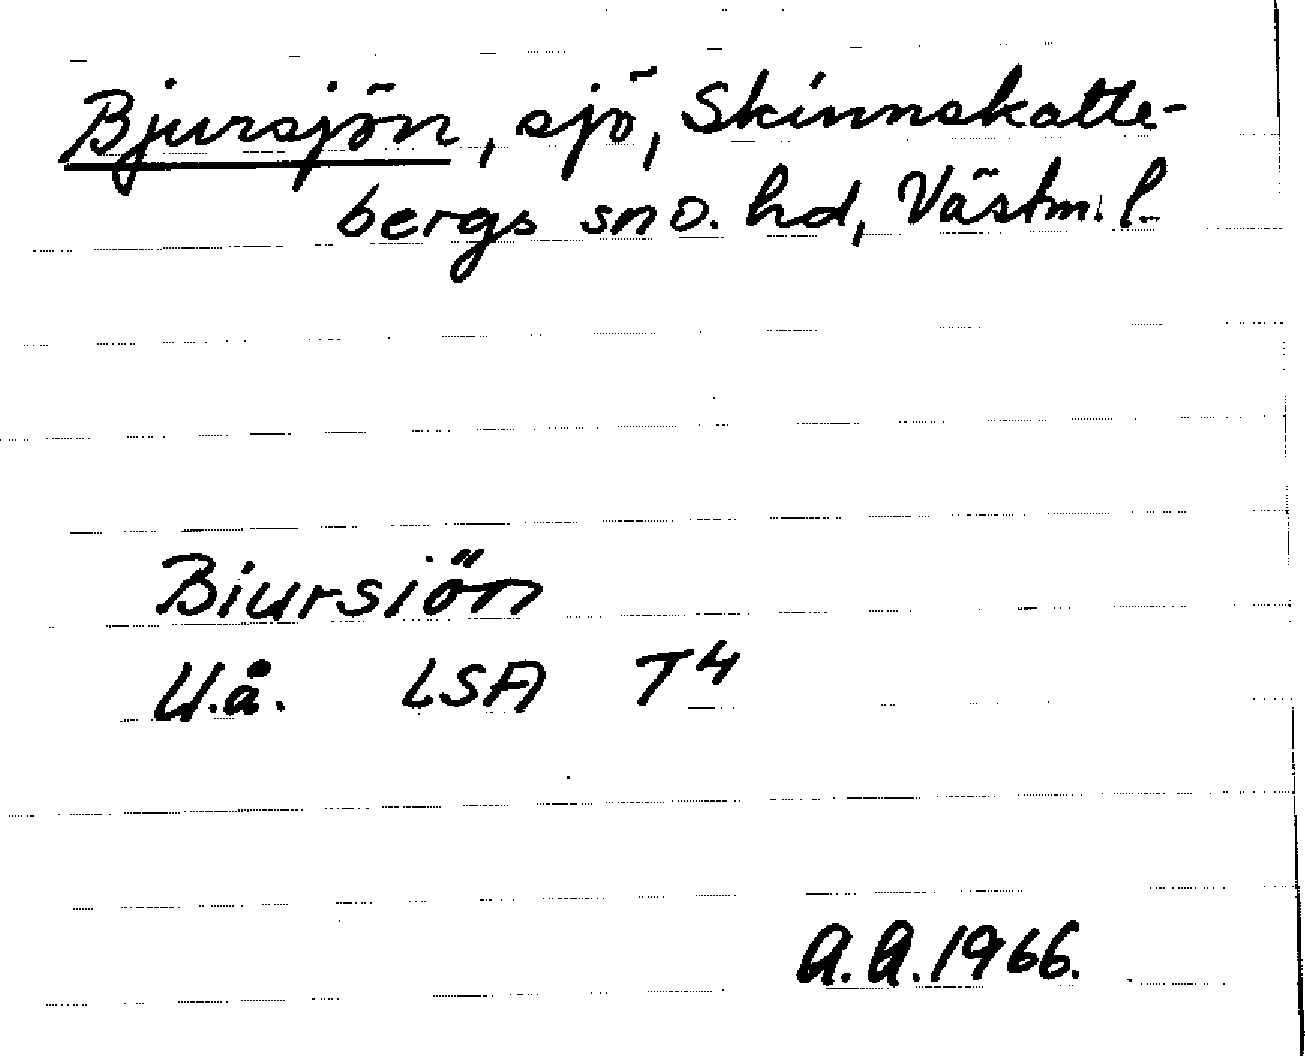 Bjursjön, sjö, Skinnskatte-
bergs sn o. hd, Västm. l.
Biursiön
U.å. LSA T4
A.A. 1966.